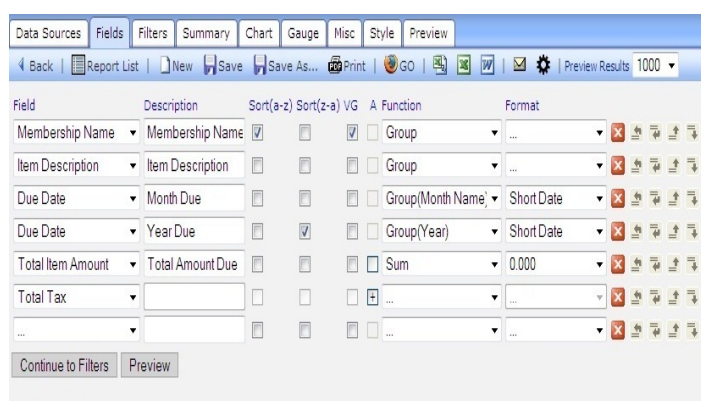 Data Sources Fields Filters Summary Chart Gauge Misc Style Preview
Back | Report List | New Save Save As... Print | GO | | Preview Results 1000
Field Description Sort(a-z) Sort(z-a) VG A Function Format
Membership Name Membership Name Group ...
Item Description Item Description Group ...
Due Date Month Due Group(Month Name) Short Date
Due Date Year Due Group(Year) Short Date
Total Item Amount Total Amount Due Sum 0.000
Total Tax + ... ...
... ... ...
Continue to Filters Preview